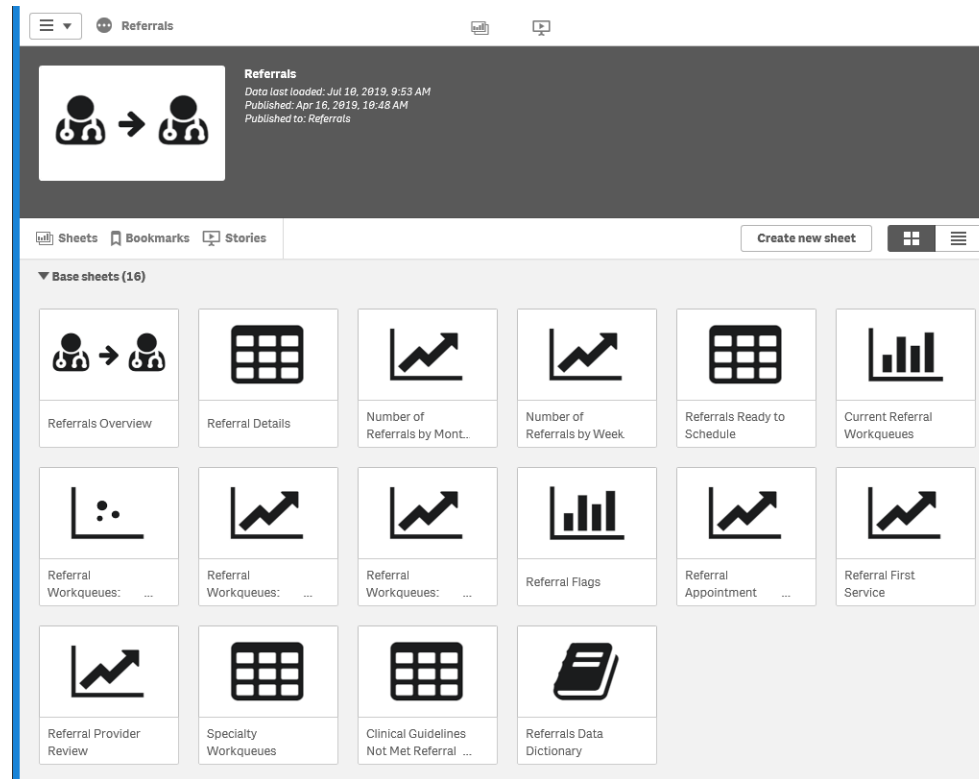 Referrals
Referrals
Data last loaded: Jul 10, 2019, 9:53 AM
Published: Apr 16, 2019, 10:48 AM
Published to: Referrals
Sheets Bookmarks Stories
Create new sheet
Base sheets (16)
Referrals Overview
Referral Details
Number of
Referrals by Mont...
Number of
Referrals by Week
Referrals Ready to
Schedule
Current Referral
Workqueues
Referral
Workqueues: ...
Referral
Workqueues: ...
Referral
Workqueues: ...
Referral Flags
Referral
Appointment ...
Referral First
Service
Referral Provider
Review
Specialty
Workqueues
Clinical Guidelines
Not Met Referral ...
Referrals Data
Dictionary